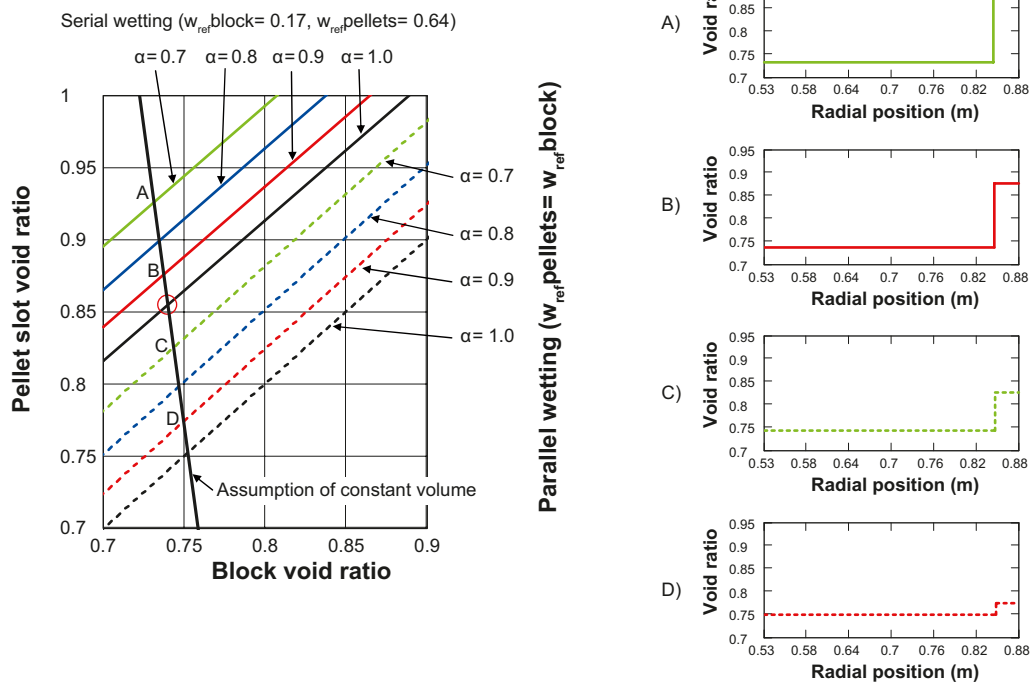 Serial wetting (w_ref block= 0.17, w_ref pellets= 0.64)
α= 0.7
α= 0.8
α= 0.9
α= 1.0
1
0.95
0.9
0.85
0.8
0.75
0.7
Pellet slot void ratio
A
B
C
D
Assumption of constant volume
0.7
0.75
0.8
0.85
0.9
Block void ratio
α= 0.7
α= 0.8
α= 0.9
α= 1.0
Parallel wetting (w_ref pellets= w_ref block)
A)
Void ratio
0.85
0.8
0.75
0.7
0.53
0.58
0.64
0.7
0.76
0.82
0.88
Radial position (m)
B)
Void ratio
0.95
0.9
0.85
0.8
0.75
0.7
0.53
0.58
0.64
0.7
0.76
0.82
0.88
Radial position (m)
C)
Void ratio
0.95
0.9
0.85
0.8
0.75
0.7
0.53
0.58
0.64
0.7
0.76
0.82
0.88
Radial position (m)
D)
Void ratio
0.95
0.9
0.85
0.8
0.75
0.7
0.53
0.58
0.64
0.7
0.76
0.82
0.88
Radial position (m)